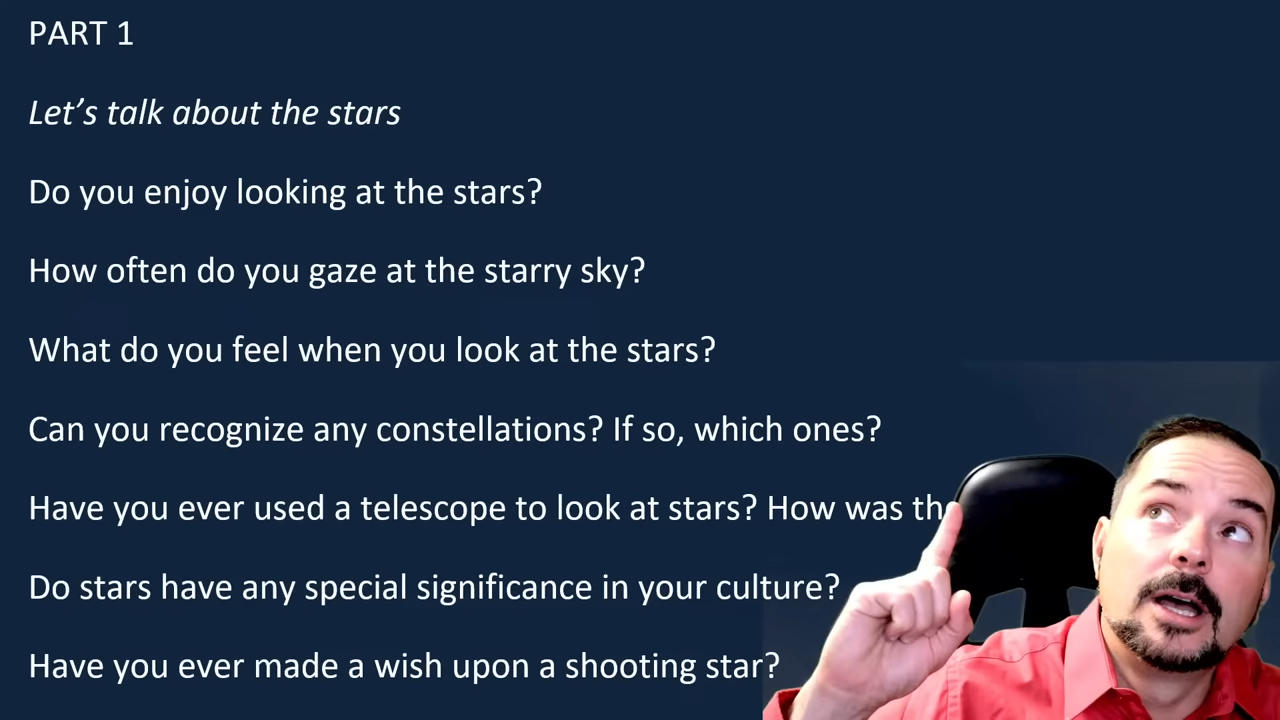 PART 1
Let's talk about the stars
Do you enjoy looking at the stars?
How often do you gaze at the starry sky?
What do you feel when you look at the stars?
Can you recognize any constellations? If so, which ones?
Have you ever used a telescope to look at stars? How was
Do stars have any special significance in your culture?
Have you ever made a wish upon a shooting star?